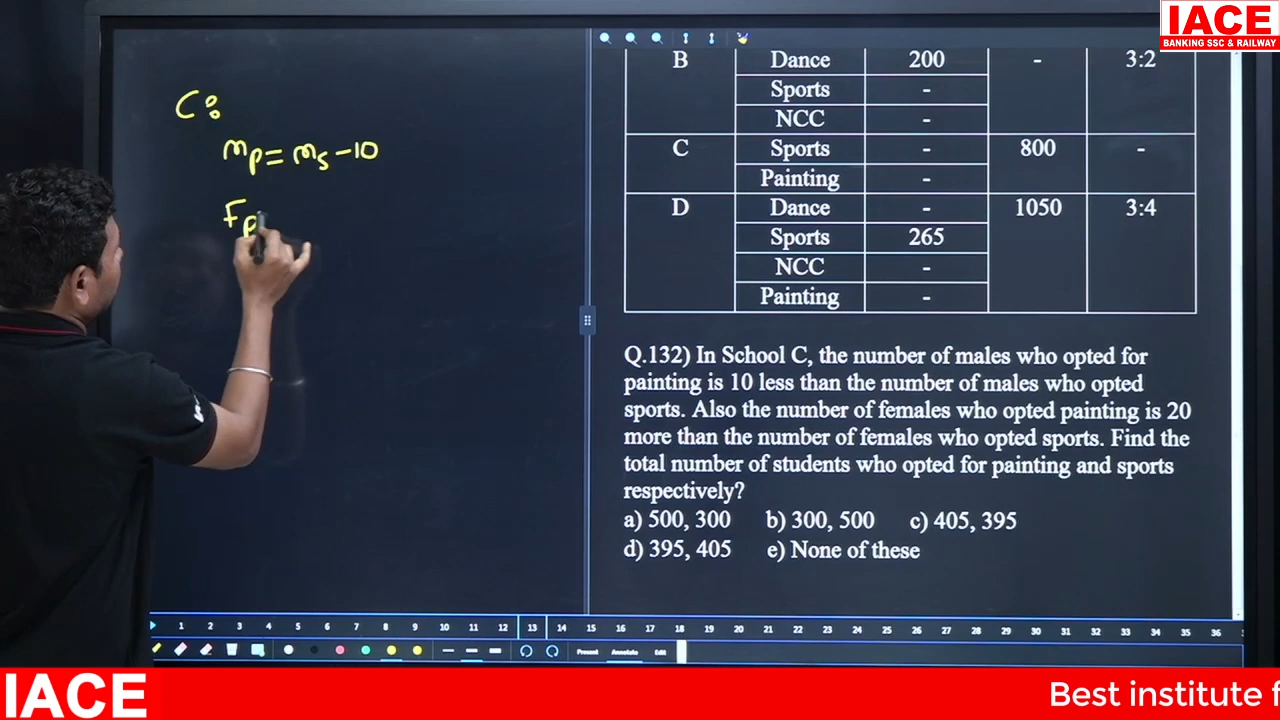 IACE
BANKING SSC & RAILWAY
C:
Mp = Ms - 10
Fp
B Dance 200 - 3:2
Sports -
NCC -
C Sports - 800 -
Painting -
D Dance - 1050 3:4
Sports 265
NCC -
Painting -
Q.132) In School C, the number of males who opted for
painting is 10 less than the number of males who opted
sports. Also the number of females who opted painting is 20
more than the number of females who opted sports. Find the
total number of students who opted for painting and sports
respectively?
a) 500, 300 b) 300, 500 c) 405, 395
d) 395, 405 e) None of these
1 2 3 4 5 6 7 8 9 10 11 12 13 14 15 16 17 18 19 20 21 22 23 24 25 26 27 28 29 30 31 32 33 34 35 36
Present Annotate Edit
IACE
Best institute f